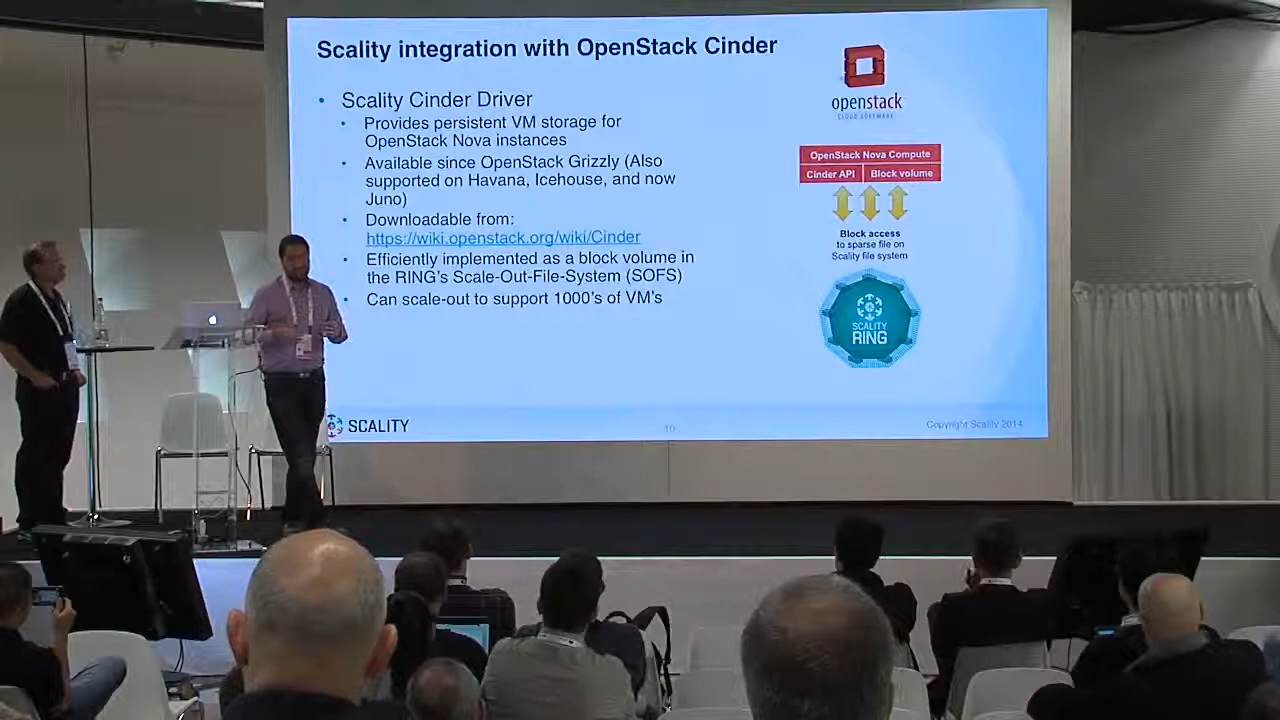 Scality integration with OpenStack Cinder
• Scality Cinder Driver
• Provides persistent VM storage for
OpenStack Nova instances
• Available since OpenStack Grizzly (Also
supported on Havana, Icehouse, and now
Juno)
• Downloadable from:
https://wiki.openstack.org/wiki/Cinder
• Efficiently implemented as a block volume in
the RING's Scale-Out-File-System (SOFS)
• Can scale-out to support 1000's of VM's
openstack
CLOUD SOFTWARE
OpenStack Nova Compute
Cinder API Block volume
Block access
to sparse file on
Scality file system
SCALITY
RING
SCALITY
10
Copyright Scality 2014